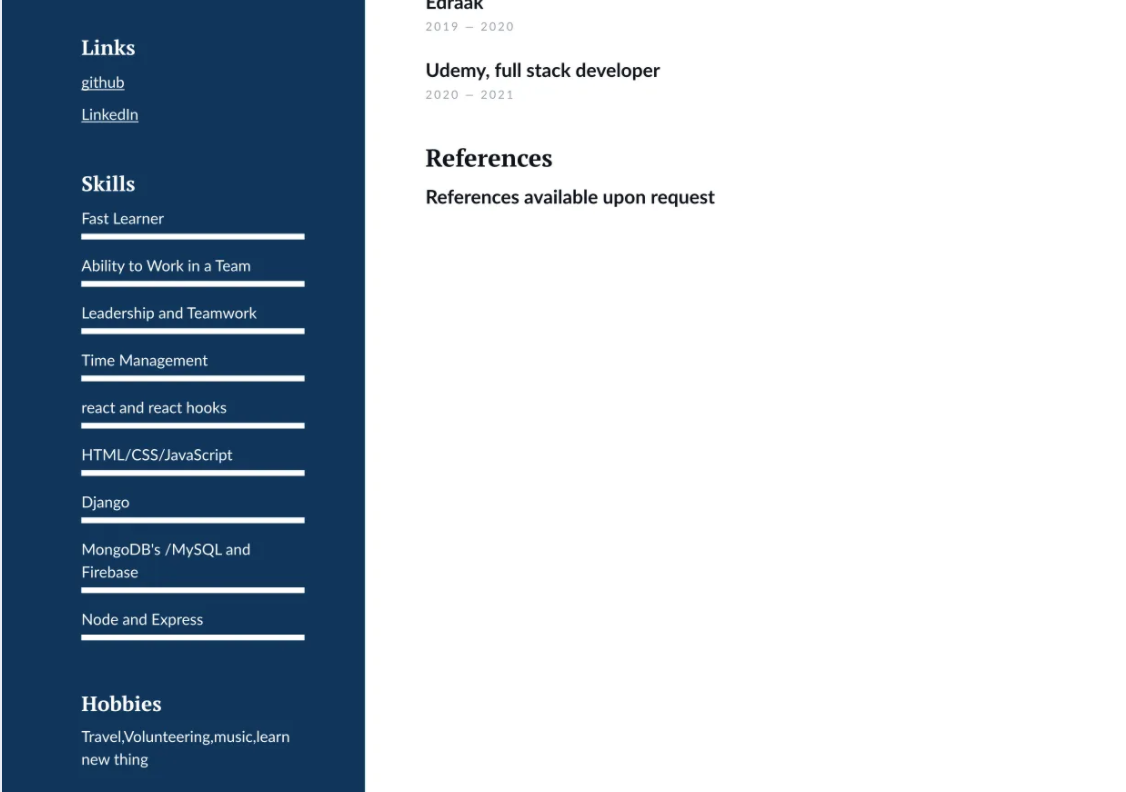 Links
github
LinkedIn
Skills
Fast Learner
Ability to Work in a Team
Leadership and Teamwork
Time Management
react and react hooks
HTML/CSS/JavaScript
Django
MongoDB's /MySQL and
Firebase
Node and Express
Hobbies
Travel,Volunteering,music,learn
new thing
Edraak
2019 — 2020
Udemy, full stack developer
2020 — 2021
References
References available upon request